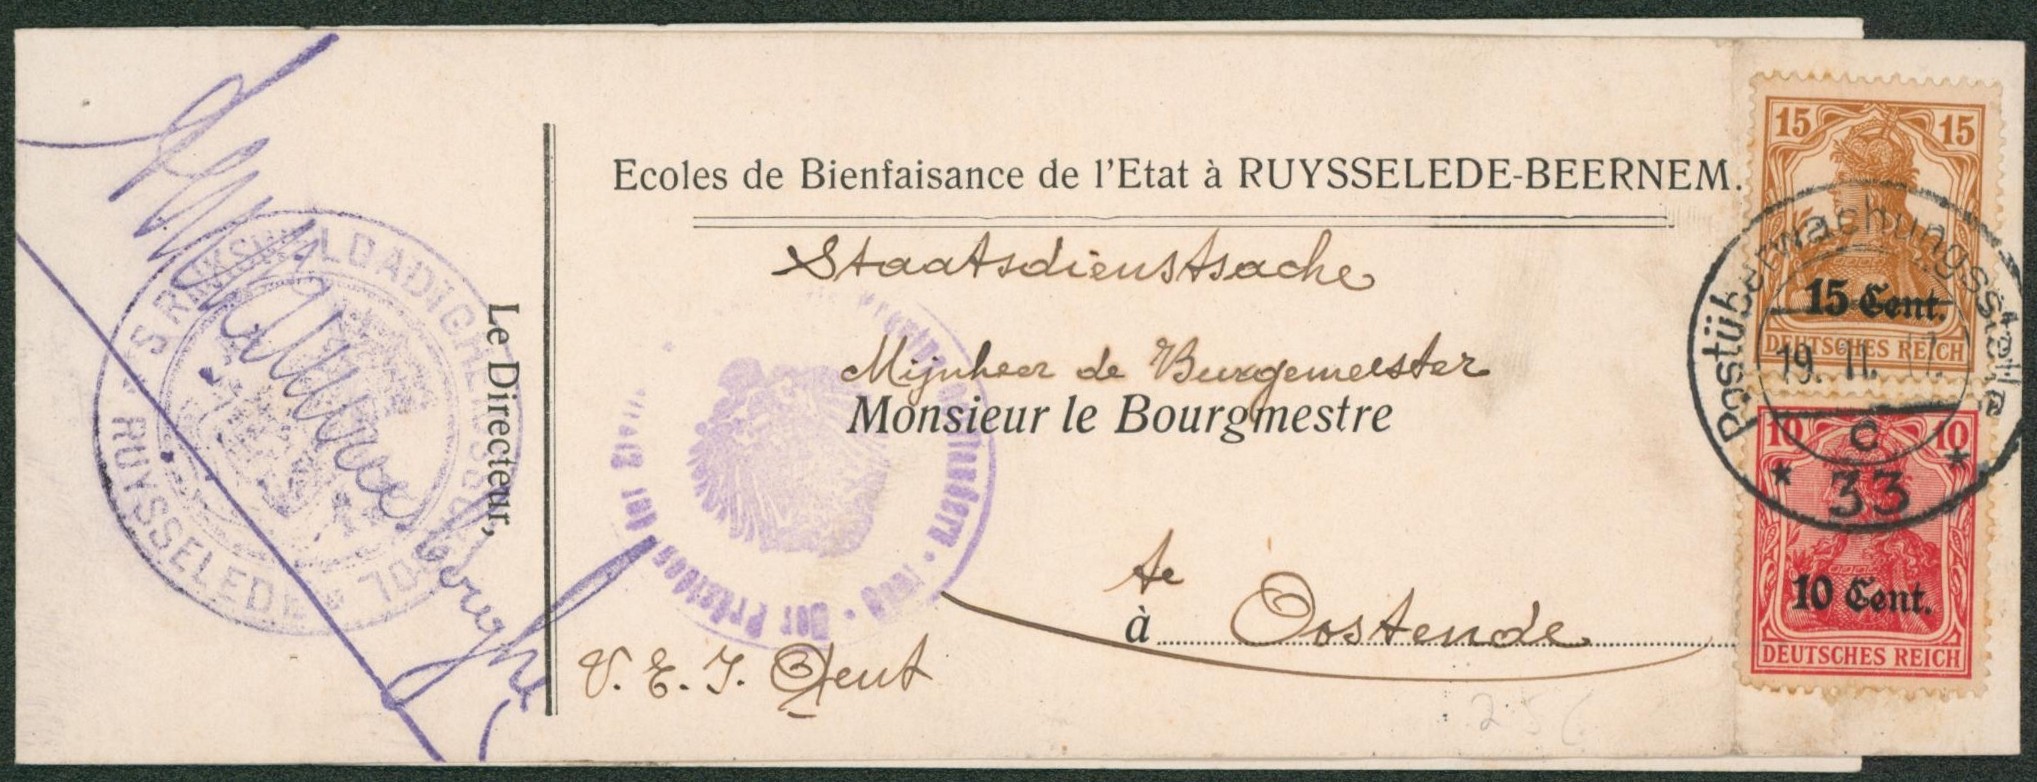 Ecoles de Bienfaisance de l'Etat à RUYSSELEDE-BEERNEM.
Staatsdienstsache
Mijnheer de Burgemeester
Monsieur le Bourgmestre
te
à Oostende
V. E. J. Gent
Le Directeur,
RUYSSELEDE
Der Präsident
15 15
15 Cent.
DEUTSCHES REICH
10 10
10 Cent.
DEUTSCHES REICH
Postüberwachungsstelle
19. 11. 17.
c
* 33 *
256